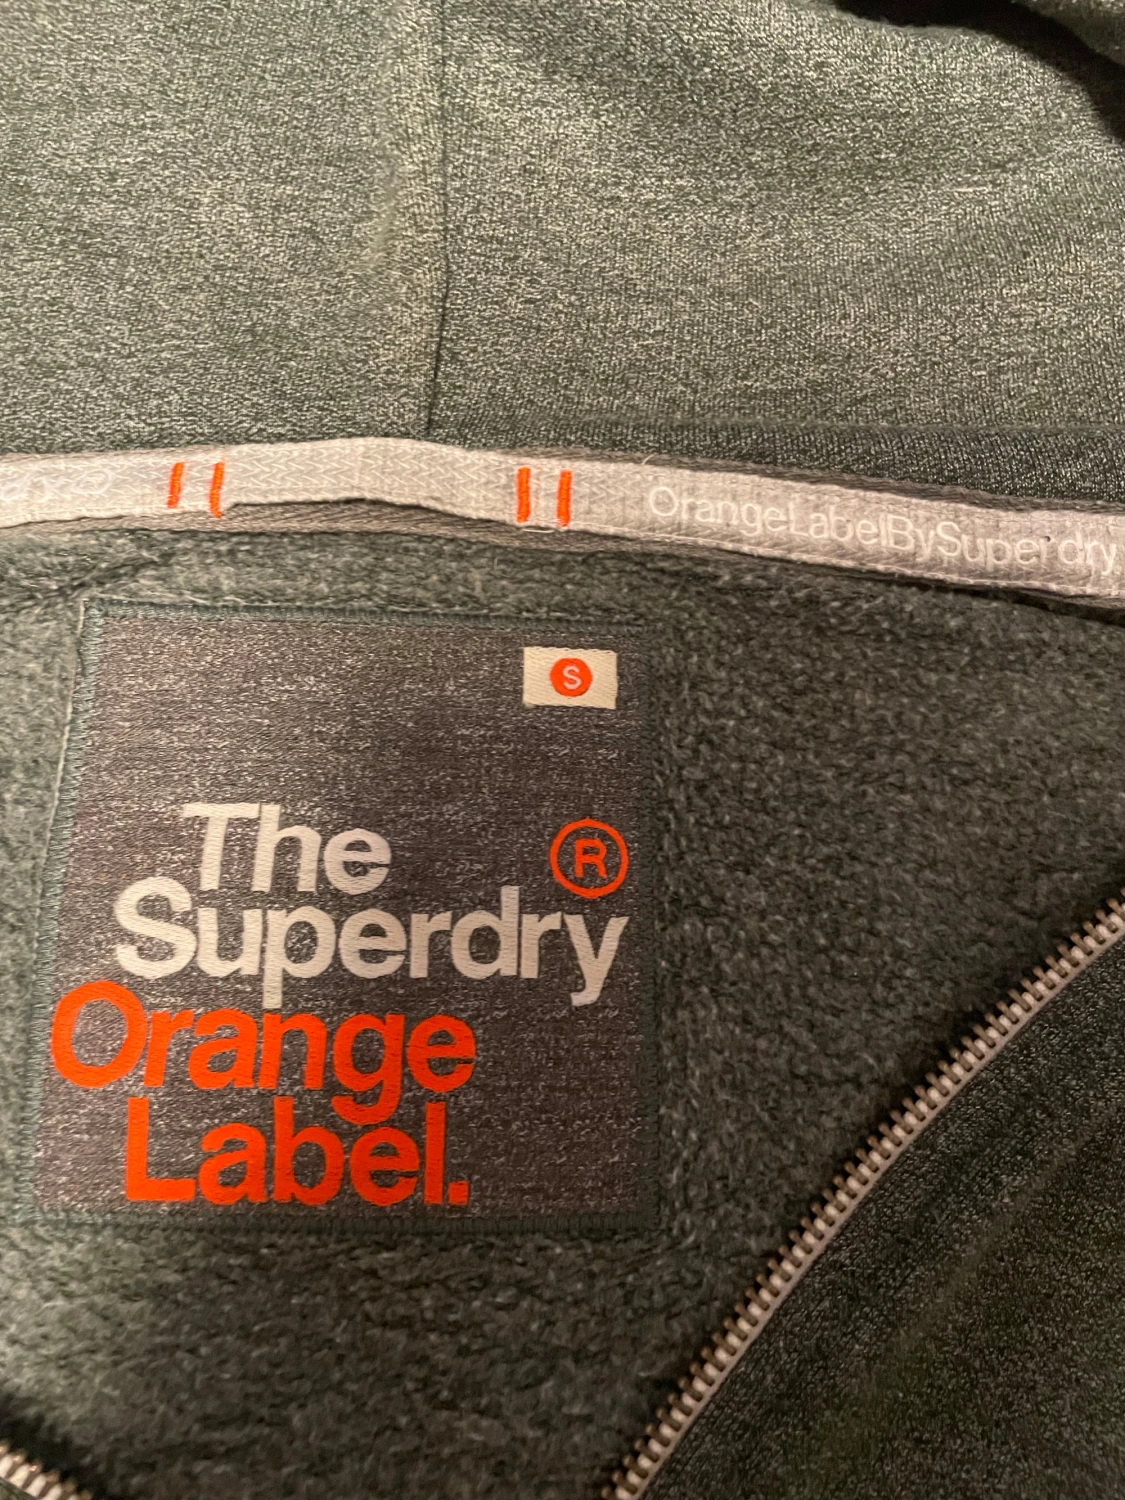 OrangeLabelBySuperdry
S
The
®
Superdry
Orange
Label.